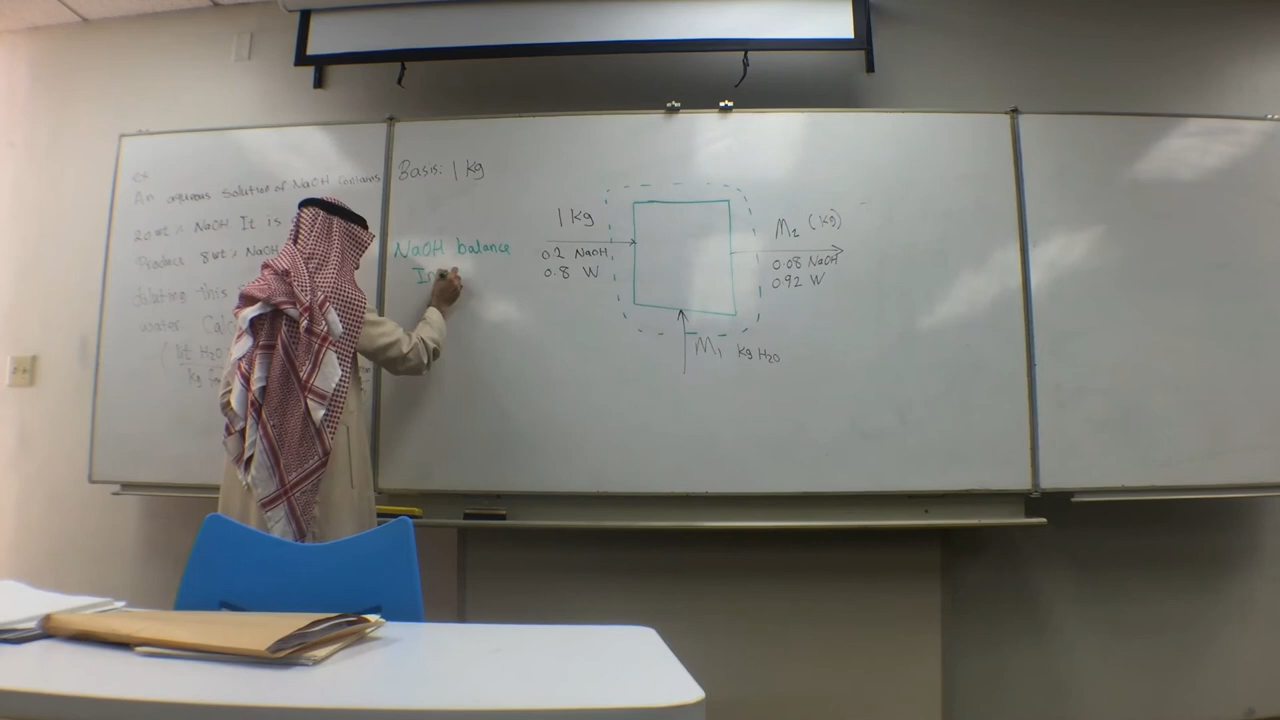 ex
An aqueous Solution of NaOH Contains
20 wt % NaOH. It is
Produce 8 wt % NaOH
diluting this
water. Calc
( lit H2O
Kg
Basis: 1 Kg
NaOH balance
In
1 Kg
0.2 NaOH
0.8 W
M2 (Kg)
0.08 NaOH
0.92 W
M1 Kg H2O